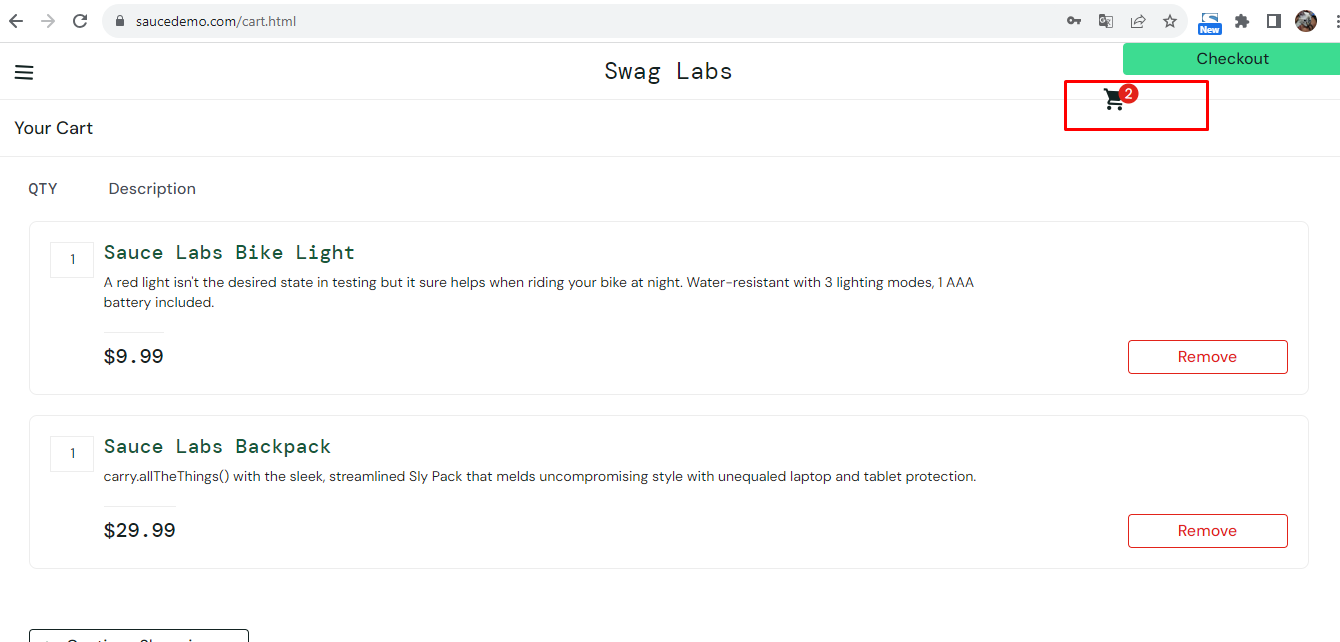 saucedemo.com/cart.html
New
Checkout
Swag Labs
2
Your Cart
QTY Description
1 Sauce Labs Bike Light
A red light isn't the desired state in testing but it sure helps when riding your bike at night. Water-resistant with 3 lighting modes, 1 AAA
battery included.
$9.99
Remove
1 Sauce Labs Backpack
carry.allTheThings() with the sleek, streamlined Sly Pack that melds uncompromising style with unequaled laptop and tablet protection.
$29.99
Remove